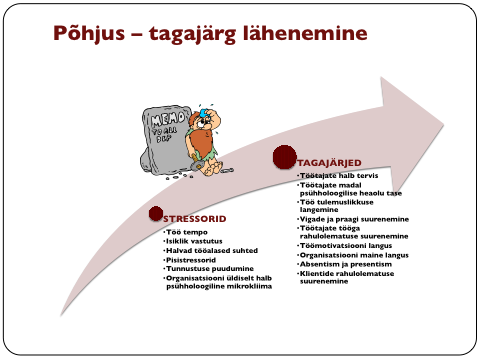 Põhjus – tagajärg lähenemine
MEMO
TO ALL
STRESSORID
•Töö tempo
•Isiklik vastutus
•Halvad tööalased suhted
•Pisistressorid
•Tunnustuse puudumine
•Organisatsiooni üldiselt halb
psühholoogiline mikrokliima
TAGAJÄRJED
•Töötajate halb tervis
•Töötajate madal
psühholoogilise heaolu tase
•Töö tulemuslikkuse
langemine
•Vigade ja praagi suurenemine
•Töötajate tööga
rahulolematuse suurenemine
•Töömotivatsiooni langus
•Organisatsiooni maine langus
•Absentism ja presentism
•Klientide rahulolematuse
suurenemine